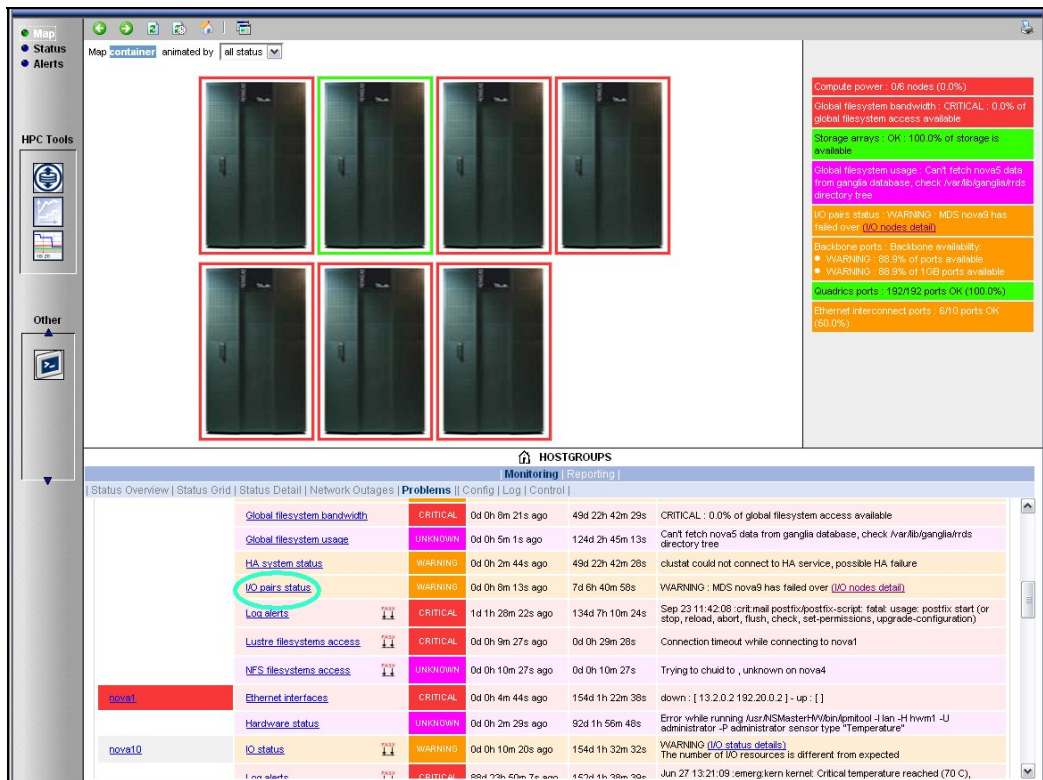 Map
Status
Alerts
HPC Tools
Other
Map container animated by all status
Compute power : 0/6 nodes (0.0%)
Global filesystem bandwidth : CRITICAL : 0.0% of
global filesystem access available
Storage arrays : OK : 100.0% of storage is
available
Global filesystem usage : Can't fetch nova5 data
from ganglia database, check /var/lib/ganglia/rrds
directory tree
I/O pairs status : WARNING : MDS nova9 has
failed over (I/O nodes detail)
Backbone ports : Backbone availability:
WARNING : 88.9% of ports available
WARNING : 88.9% of 1GB ports available
Quadrics ports : 192/192 ports OK (100.0%)
Ethernet interconnect ports : 6/10 ports OK
(60.0%)
HOSTGROUPS
| Monitoring | Reporting |
| Status Overview | Status Grid | Status Detail | Network Outages | Problems || Config | Log | Control |
Global filesystem bandwidth CRITICAL 0d 0h 8m 21s ago 49d 22h 42m 29s CRITICAL : 0.0% of global filesystem access available
Global filesystem usage UNKNOWN 0d 0h 5m 1s ago 124d 2h 45m 13s Can't fetch nova5 data from ganglia database, check /var/lib/ganglia/rrds
directory tree
HA system status WARNING 0d 0h 2m 44s ago 49d 22h 42m 28s clustat could not connect to HA service, possible HA failure
I/O pairs status WARNING 0d 0h 8m 13s ago 7d 6h 40m 58s WARNING : MDS nova9 has failed over (I/O nodes detail)
Log alerts PASV CRITICAL 1d 1h 28m 22s ago 134d 7h 10m 24s Sep 23 11:42:08 :crit:mail postfix/postfix-script: fatal: usage: postfix start (or
stop, reload, abort, flush, check, set-permissions, upgrade-configuration)
Lustre filesystems access PASV CRITICAL 0d 0h 9m 27s ago 0d 0h 29m 28s Connection timeout while connecting to nova1
NFS filesystems access PASV UNKNOWN 0d 0h 10m 27s ago 0d 0h 10m 27s Trying to chuid to , unknown on nova4
nova1 Ethernet interfaces CRITICAL 0d 0h 4m 44s ago 154d 1h 22m 38s down : [ 13.2.0.2 192.20.0.2 ] - up : [ ]
Hardware status UNKNOWN 0d 0h 2m 29s ago 92d 1h 56m 48s Error while running /usr/NSMasterHW/bin/ipmitool -I lan -H hwm1 -U
administrator -P administrator sensor type "Temperature"
nova10 IO status PASV WARNING 0d 0h 10m 20s ago 154d 1h 32m 32s WARNING (I/O status details)
The number of I/O resources is different from expected
Log alerts PASV CRITICAL 88d 23h 50m 7s ago 152d 1h 38m 39s Jun 27 13:21:09 :emerg:kern kernel: Critical temperature reached (70 C),